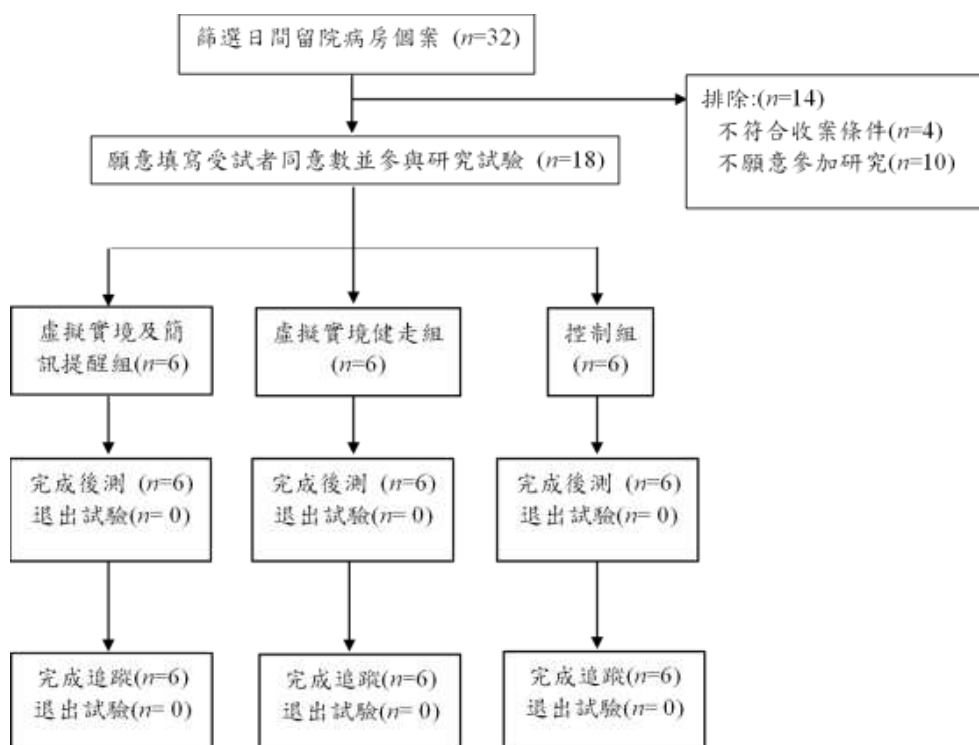 篩選日間留院病房個案 (n=32)
排除:(n=14)
不符合收案條件(n=4)
不願意參加研究(n=10)
願意填寫受試者同意數並參與研究試驗 (n=18)
虛擬實境及簡
訊提醒組(n=6)
虛擬實境健走組
(n=6)
控制組
(n=6)
完成後測 (n=6)
退出試驗(n= 0)
完成後測 (n=6)
退出試驗(n= 0)
完成後測 (n=6)
退出試驗(n= 0)
完成追蹤(n=6)
退出試驗(n= 0)
完成追蹤(n=6)
退出試驗(n= 0)
完成追蹤(n=6)
退出試驗(n= 0)